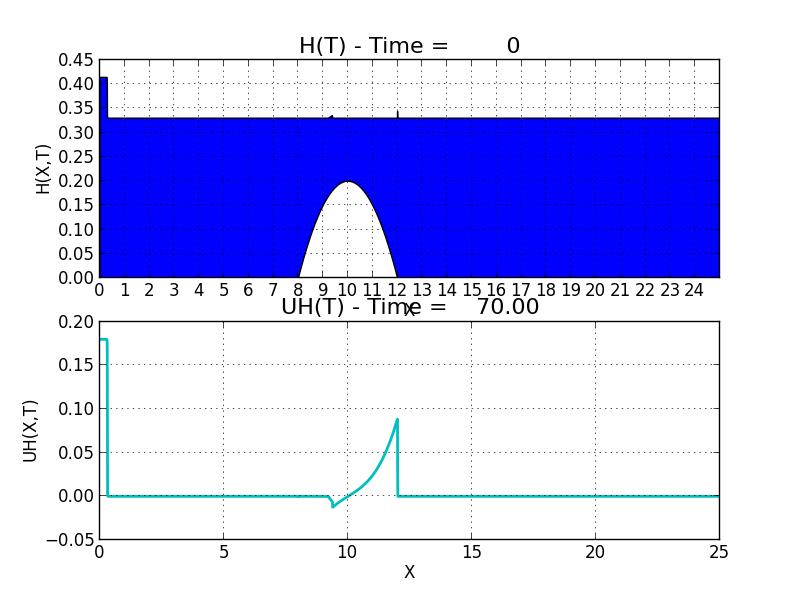 H(T) - Time = 0
0.45
0.40
0.35
0.30
0.25
0.20
0.15
0.10
0.05
0.00
H(X,T)
0 1 2 3 4 5 6 7 8 9 10 11 12 13 14 15 16 17 18 19 20 21 22 23 24
X
UH(T) - Time = 70.00
0.20
0.15
0.10
0.05
0.00
−0.05
UH(X,T)
0 5 10 15 20 25
X